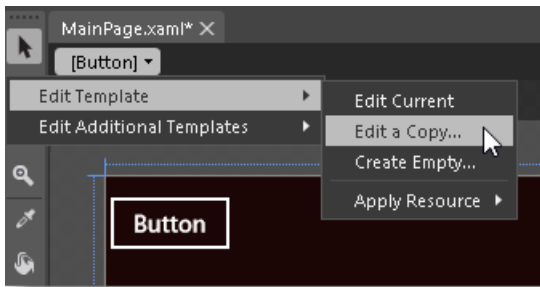 MainPage.xaml* ×
[Button]
Edit Template
Edit Additional Templates
Edit Current
Edit a Copy...
Create Empty...
Apply Resource
Button